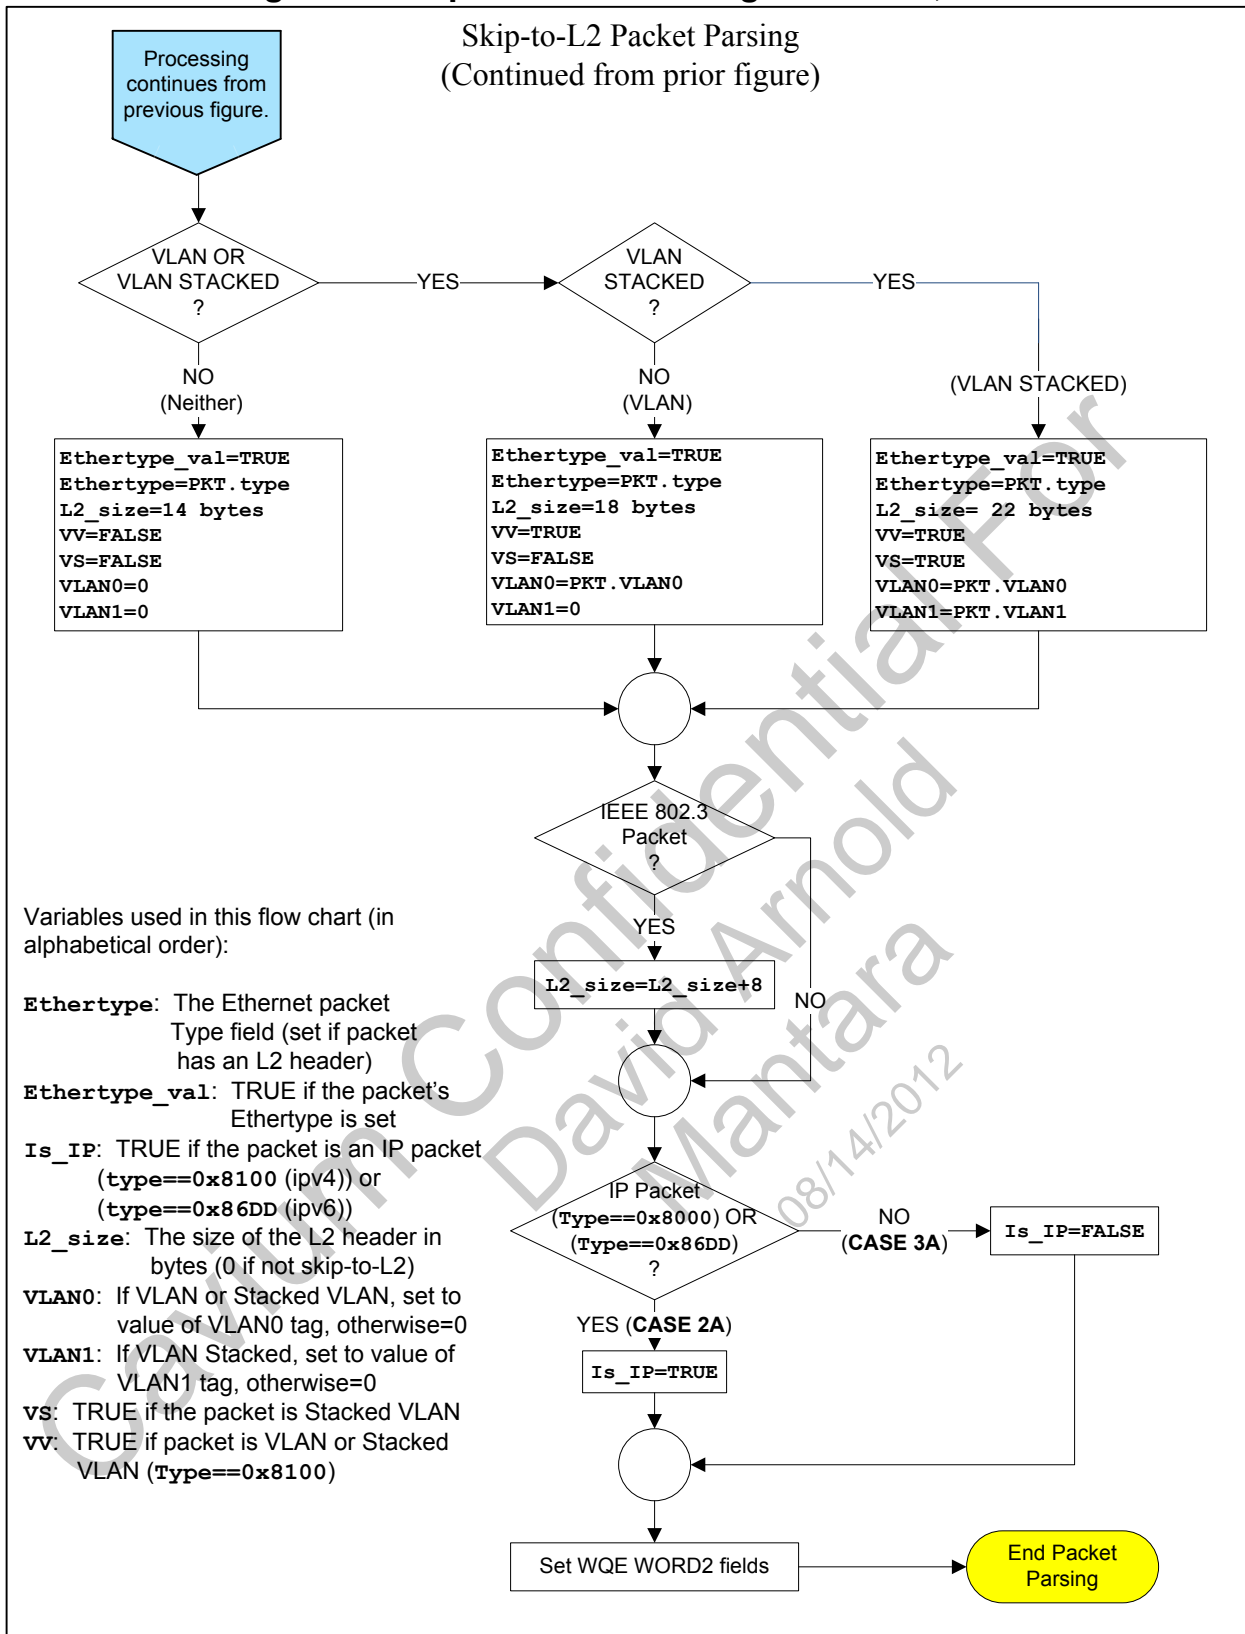 Skip-to-L2 Packet Parsing
(Continued from prior figure)
Processing
continues from
previous figure.
VLAN OR
VLAN STACKED
?
YES
VLAN
STACKED
?
YES
NO
(Neither)
NO
(VLAN)
(VLAN STACKED)
Ethertype_val=TRUE
Ethertype=PKT.type
L2_size=14 bytes
VV=FALSE
VS=FALSE
VLAN0=0
VLAN1=0
Ethertype_val=TRUE
Ethertype=PKT.type
L2_size=18 bytes
VV=TRUE
VS=FALSE
VLAN0=PKT.VLAN0
VLAN1=0
Ethertype_val=TRUE
Ethertype=PKT.type
L2_size= 22 bytes
VV=TRUE
VS=TRUE
VLAN0=PKT.VLAN0
VLAN1=PKT.VLAN1
IEEE 802.3
Packet
?
YES
NO
L2_size=L2_size+8
IP Packet
(Type==0x8000) OR
(Type==0x86DD)
?
NO
(CASE 3A)
Is_IP=FALSE
YES (CASE 2A)
Is_IP=TRUE
Set WQE WORD2 fields
End Packet
Parsing
Variables used in this flow chart (in
alphabetical order):
Ethertype: The Ethernet packet
Type field (set if packet
has an L2 header)
Ethertype_val: TRUE if the packet's
Ethertype is set
Is_IP: TRUE if the packet is an IP packet
(type==0x8100 (ipv4)) or
(type==0x86DD (ipv6))
L2_size: The size of the L2 header in
bytes (0 if not skip-to-L2)
VLAN0: If VLAN or Stacked VLAN, set to
value of VLAN0 tag, otherwise=0
VLAN1: If VLAN Stacked, set to value of
VLAN1 tag, otherwise=0
VS: TRUE if the packet is Stacked VLAN
VV: TRUE if packet is VLAN or Stacked
VLAN (Type==0x8100)
Cavium Confidential For
David Arnold
Mantara
08/14/2012